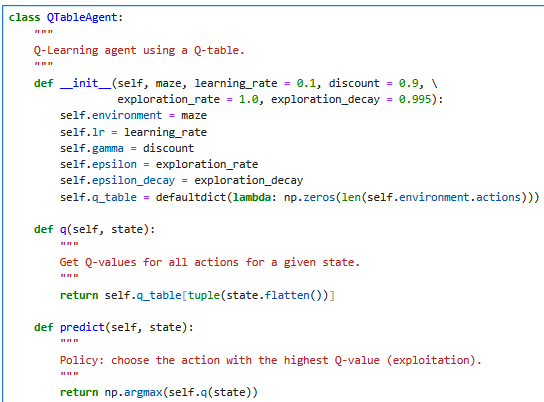 class QTableAgent:
    """
    Q-Learning agent using a Q-table.
    """
    def __init__(self, maze, learning_rate = 0.1, discount = 0.9, \
                 exploration_rate = 1.0, exploration_decay = 0.995):
        self.environment = maze
        self.lr = learning_rate
        self.gamma = discount
        self.epsilon = exploration_rate
        self.epsilon_decay = exploration_decay
        self.q_table = defaultdict(lambda: np.zeros(len(self.environment.actions)))

    def q(self, state):
        """
        Get Q-values for all actions for a given state.
        """
        return self.q_table[tuple(state.flatten())]

    def predict(self, state):
        """
        Policy: choose the action with the highest Q-value (exploitation).
        """
        return np.argmax(self.q(state))